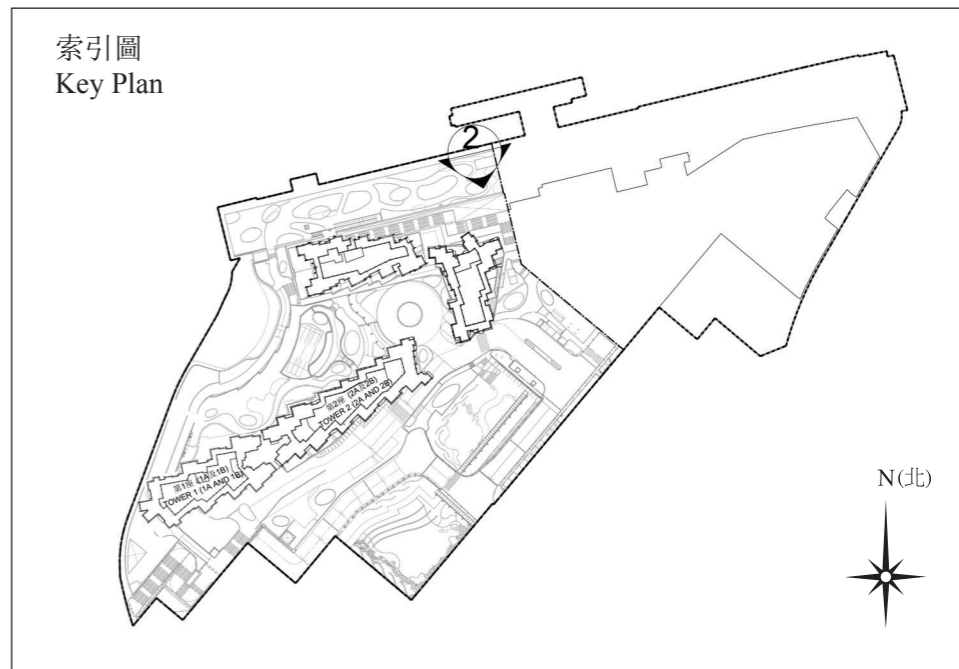 索引圖
Key Plan
2
第2座 (2A及2B)
TOWER 2 (2A AND 2B)
第1座 (1A及1B)
TOWER 1 (1A AND 1B)
N(北)